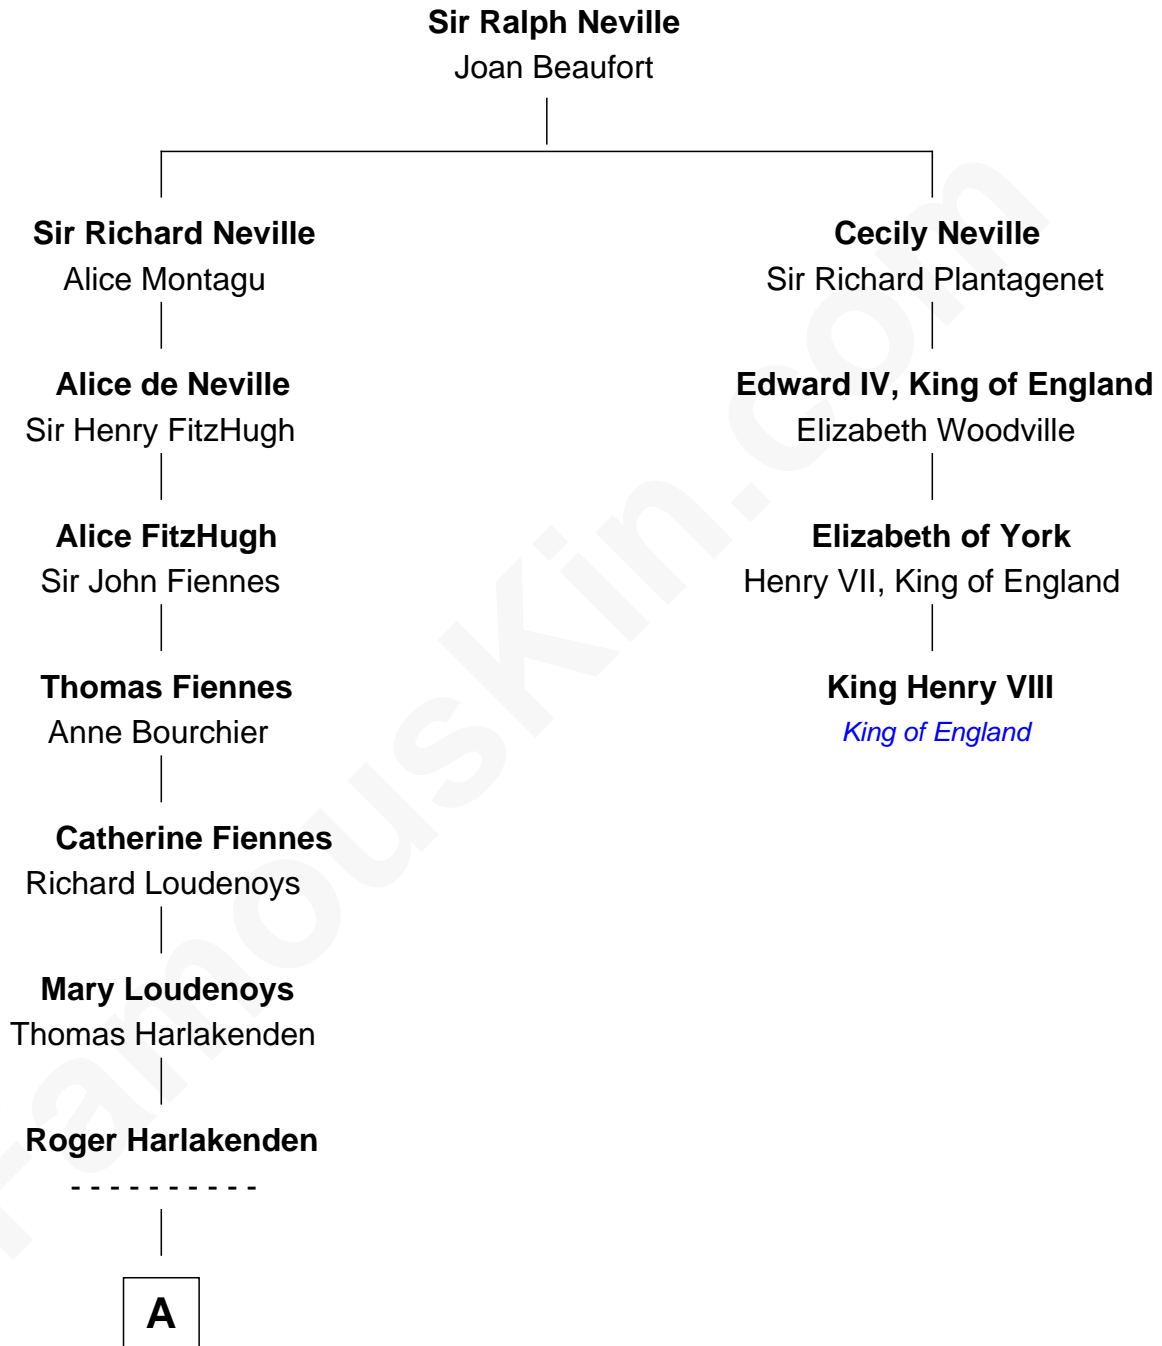 Sir Ralph Neville
Joan Beaufort
Sir Richard Neville
Alice Montagu
Cecily Neville
Sir Richard Plantagenet
Alice de Neville
Sir Henry FitzHugh
Edward IV, King of England
Elizabeth Woodville
Alice FitzHugh
Sir John Fiennes
Elizabeth of York
Henry VII, King of England
Thomas Fiennes
Anne Bourchier
King Henry VIII
King of England
Catherine Fiennes
Richard Loudenoys
Mary Loudenoys
Thomas Harlakenden
Roger Harlakenden
- - - - - - - - - -
A
FamousKin.com